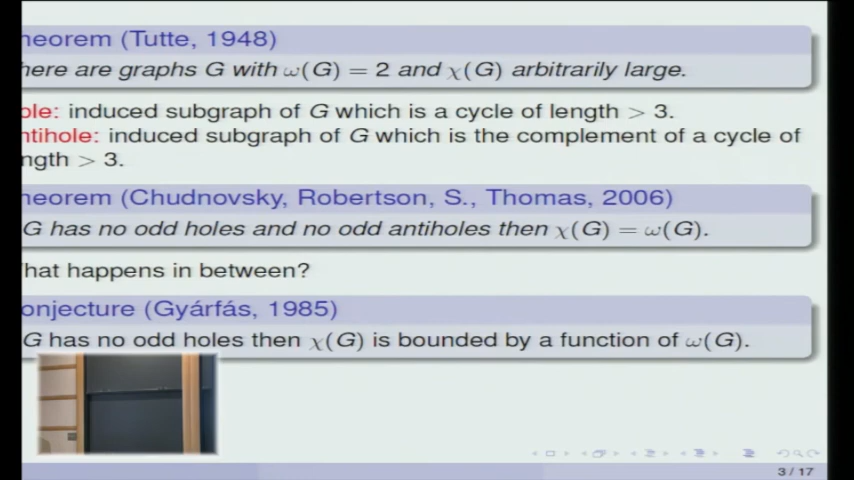 heorem (Tutte, 1948)
here are graphs G with ω(G) = 2 and χ(G) arbitrarily large.
ole: induced subgraph of G which is a cycle of length > 3.
ntihole: induced subgraph of G which is the complement of a cycle of
ngth > 3.
heorem (Chudnovsky, Robertson, S., Thomas, 2006)
G has no odd holes and no odd antiholes then χ(G) = ω(G).
hat happens in between?
onjecture (Gyárfás, 1985)
G has no odd holes then χ(G) is bounded by a function of ω(G).
3 / 17